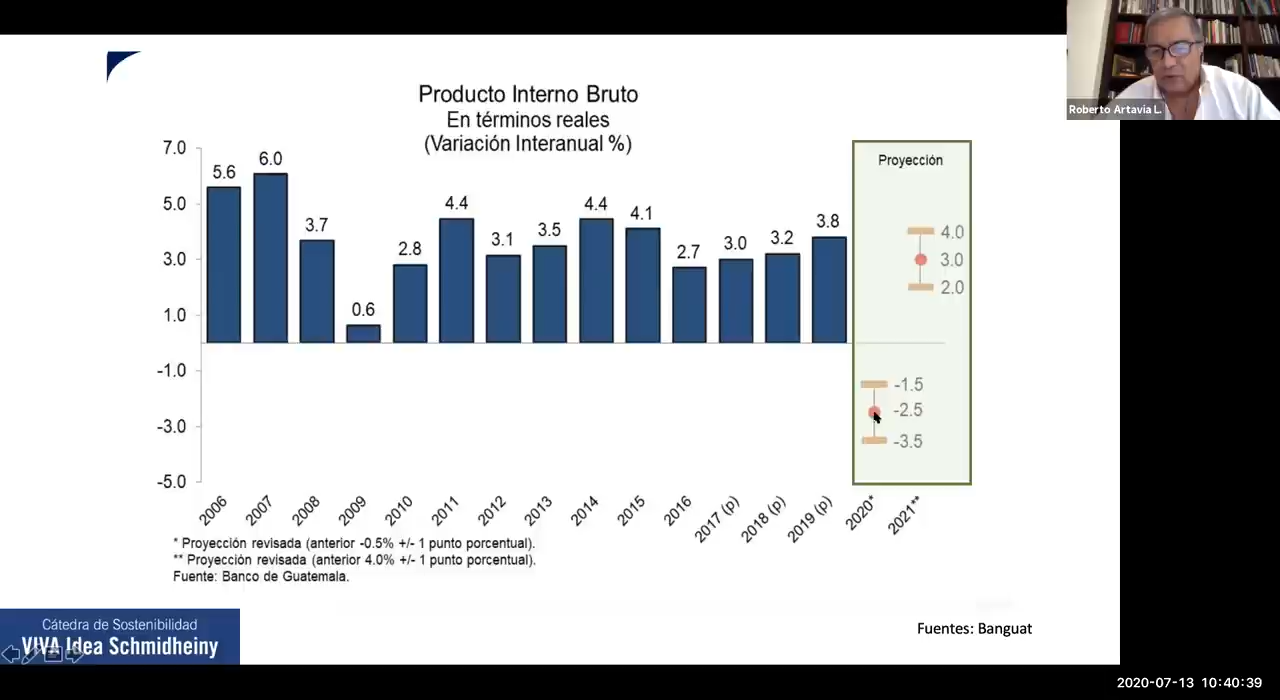 Roberto Artavia L.
Producto Interno Bruto
En términos reales
(Variación Interanual %)
7.0
5.0
3.0
1.0
-1.0
-3.0
-5.0
5.6
6.0
3.7
0.6
2.8
4.4
3.1
3.5
4.4
4.1
2.7
3.0
3.2
3.8
Proyección
4.0
3.0
2.0
-1.5
-2.5
-3.5
2006
2007
2008
2009
2010
2011
2012
2013
2014
2015
2016
2017 (p)
2018 (p)
2019 (p)
2020*
2021**
* Proyección revisada (anterior -0.5% +/- 1 punto porcentual).
** Proyección revisada (anterior 4.0% +/- 1 punto porcentual).
Fuente: Banco de Guatemala.
Cátedra de Sostenibilidad
VIVA Idea Schmidheiny
Fuentes: Banguat
2020-07-13 10:40:39